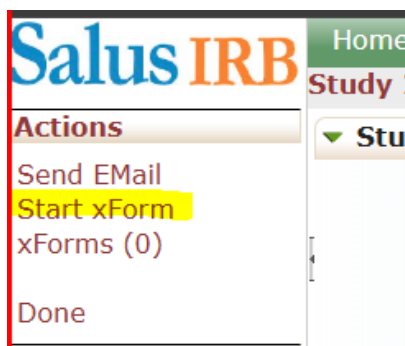 Salus IRB
Home
Study
Actions
Stu
Send EMail
Start xForm
xForms (0)
Done